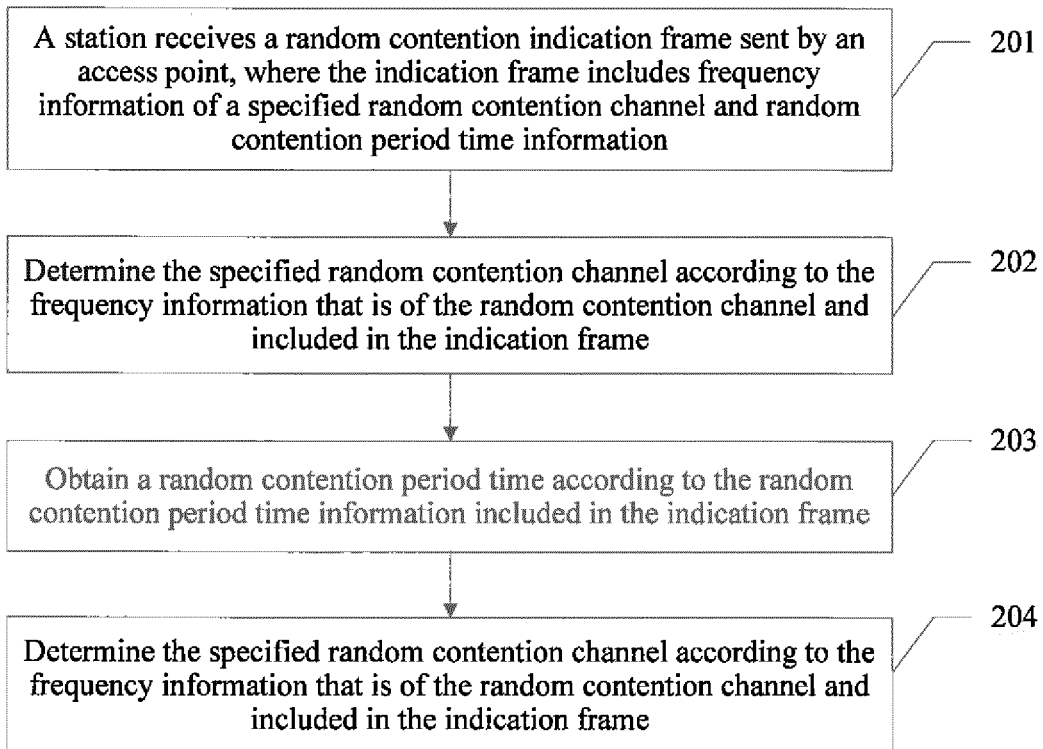 A station receives a random contention indication frame sent by an
access point, where the indication frame includes frequency
information of a specified random contention channel and random
contention period time information
201
Determine the specified random contention channel according to the
frequency information that is of the random contention channel and
included in the indication frame
202
Obtain a random contention period time according to the random
contention period time information included in the indication frame
203
Determine the specified random contention channel according to the
frequency information that is of the random contention channel and
included in the indication frame
204